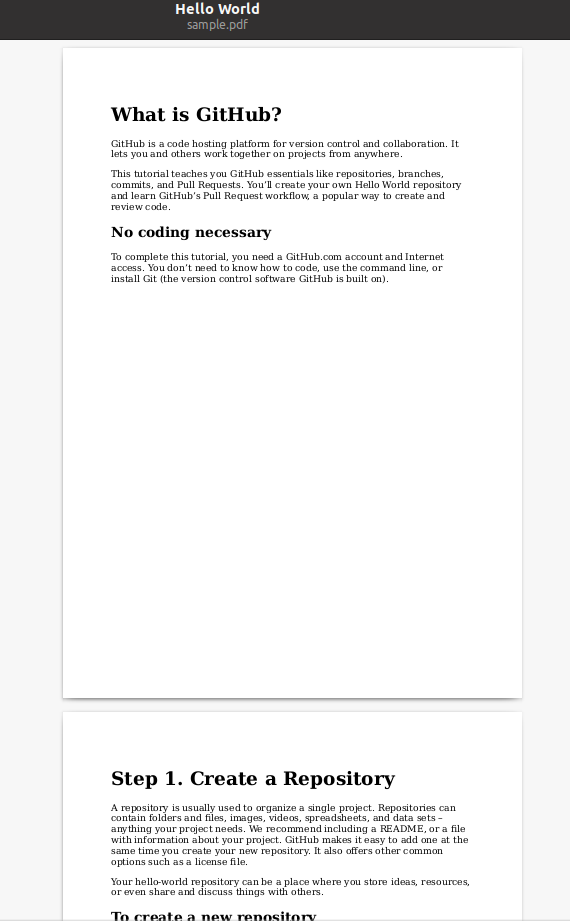 Hello World
sample.pdf
What is GitHub?
GitHub is a code hosting platform for version control and collaboration. It
lets you and others work together on projects from anywhere.
This tutorial teaches you GitHub essentials like repositories, branches,
commits, and Pull Requests. You’ll create your own Hello World repository
and learn GitHub’s Pull Request workflow, a popular way to create and
review code.
No coding necessary
To complete this tutorial, you need a GitHub.com account and Internet
access. You don’t need to know how to code, use the command line, or
install Git (the version control software GitHub is built on).
Step 1. Create a Repository
A repository is usually used to organize a single project. Repositories can
contain folders and files, images, videos, spreadsheets, and data sets –
anything your project needs. We recommend including a README, or a file
with information about your project. GitHub makes it easy to add one at the
same time you create your new repository. It also offers other common
options such as a license file.
Your hello-world repository can be a place where you store ideas, resources,
or even share and discuss things with others.
To create a new repository